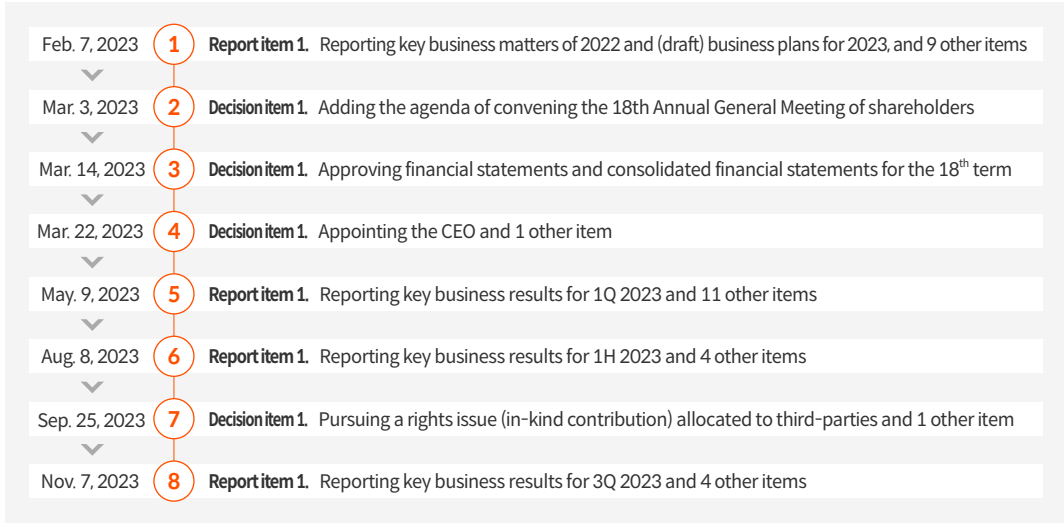 Feb. 7, 2023 1 Report item 1. Reporting key business matters of 2022 and (draft) business plans for 2023, and 9 other items
Mar. 3, 2023 2 Decision item 1. Adding the agenda of convening the 18th Annual General Meeting of shareholders
Mar. 14, 2023 3 Decision item 1. Approving financial statements and consolidated financial statements for the 18th term
Mar. 22, 2023 4 Decision item 1. Appointing the CEO and 1 other item
May. 9, 2023 5 Report item 1. Reporting key business results for 1Q 2023 and 11 other items
Aug. 8, 2023 6 Report item 1. Reporting key business results for 1H 2023 and 4 other items
Sep. 25, 2023 7 Decision item 1. Pursuing a rights issue (in-kind contribution) allocated to third-parties and 1 other item
Nov. 7, 2023 8 Report item 1. Reporting key business results for 3Q 2023 and 4 other items